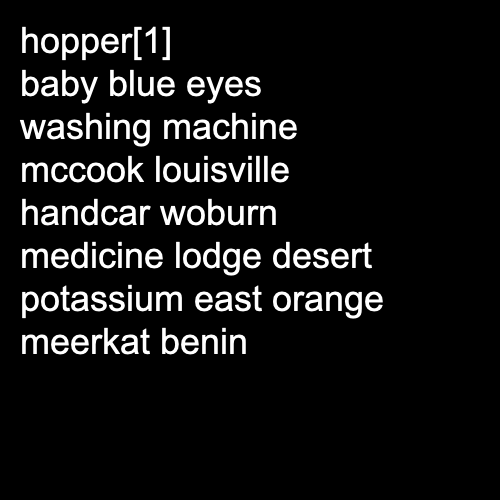 hopper[1]
baby blue eyes
washing machine
mccook louisville
handcar woburn
medicine lodge desert
potassium east orange
meerkat benin